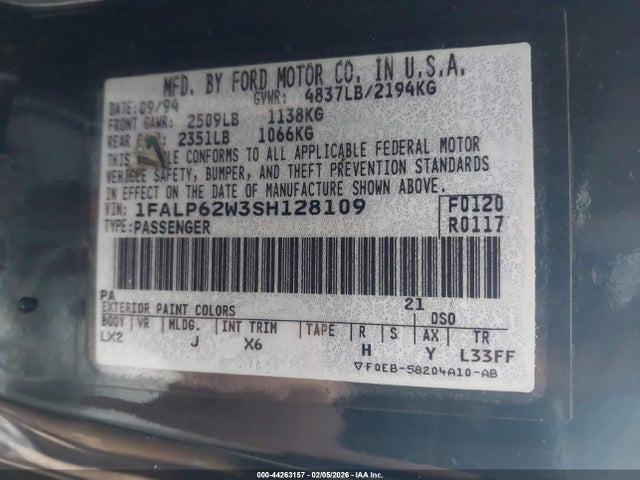 MFD. BY FORD MOTOR CO. IN U.S.A.
DATE: 09/94 GVWR: 4837LB/2194KG
FRONT GAWR: 2509LB 1138KG
REAR 2351LB 1066KG
THIS CONFORMS TO ALL APPLICABLE FEDERAL MOTOR
VEHICLE SAFETY, BUMPER, AND THEFT PREVENTION STANDARDS
IN EFFECT ON THE DATE OF MANUFACTURE SHOWN ABOVE.
VIN: 1FALP62W3SH128109 F0120
TYPE: PASSENGER R0117
PA 21
EXTERIOR PAINT COLORS DSO
BODY VR MLDG. INT TRIM TAPE R S AX TR
LX2 J X6 H Y L33FF
▽F0EB-58204A10-AB
000-44263157 - 02/05/2026 - IAA Inc.